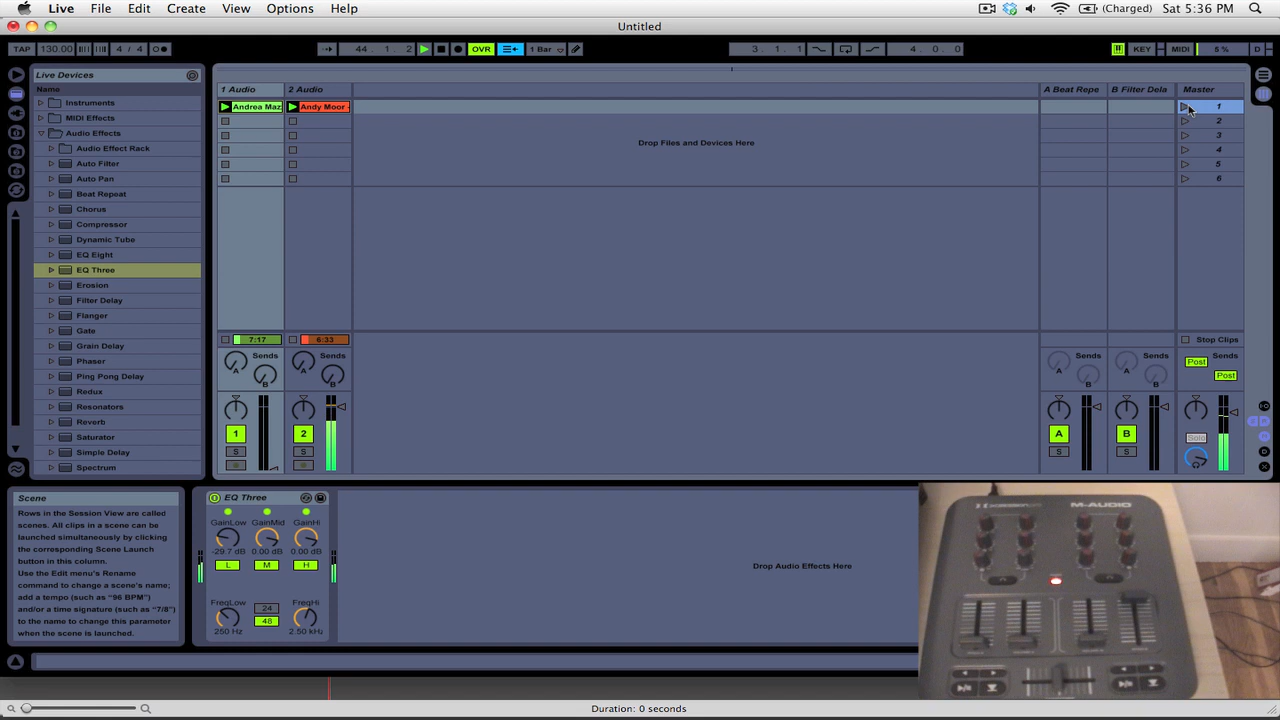 Live File Edit Create View Options Help (Charged) Sat 5:36 PM
Untitled
TAP 130.00 4 / 4 44. 1. 2 OVR 1 Bar 3. 1. 1 4. 0. 0 KEY MIDI 5 % D
Live Devices
Name
Instruments
MIDI Effects
Audio Effects
Audio Effect Rack
Auto Filter
Auto Pan
Beat Repeat
Chorus
Compressor
Dynamic Tube
EQ Eight
EQ Three
Erosion
Filter Delay
Flanger
Gate
Grain Delay
Phaser
Ping Pong Delay
Redux
Resonators
Reverb
Saturator
Simple Delay
Spectrum
1 Audio 2 Audio A Beat Repe B Filter Dela Master
Andrea Maz Andy Moor - 1
2
Drop Files and Devices Here
3
4
5
6
7:17 6:33 Stop Clips
Sends Sends Sends Sends Sends
A A A A Post
B B B B Post
1 2 A B Solo
S S S S
Scene
Rows in the Session View are called
scenes. All clips in a scene can be
launched simultaneously by clicking
the corresponding Scene Launch
button in this column.
Use the Edit menu's Rename
command to change a scene's name;
add a tempo (such as “96 BPM”)
and/or a time signature (such as “7/8”)
to the name to change this parameter
when the scene is launched.
EQ Three
GainLow GainMid GainHi
-29.7 dB 0.00 dB 0.00 dB
L M H
FreqLow 24 FreqHi
48
250 Hz 2.50 kHz
Drop Audio Effects Here
M-AUDIO
Duration: 0 seconds